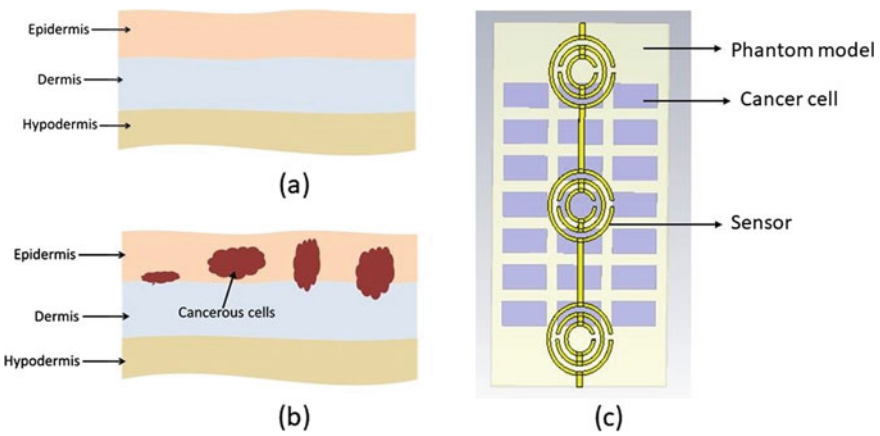 Epidermis
Dermis
Hypodermis
(a)
Epidermis
Cancerous cells
Dermis
Hypodermis
(b)
Phantom model
Cancer cell
Sensor
(c)